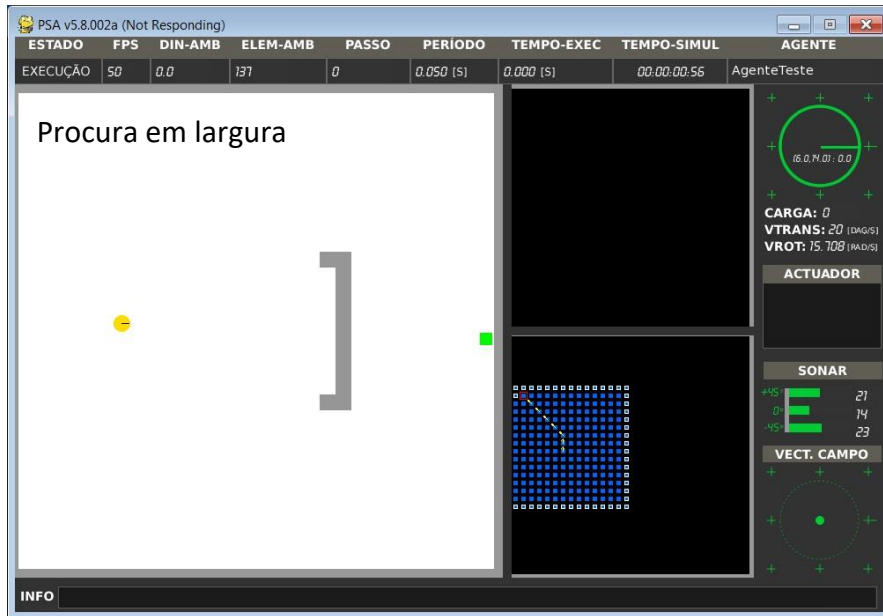 PSA v5.8.002a (Not Responding)
ESTADO FPS DIN-AMB ELEM-AMB PASSO PERÍODO TEMPO-EXEC TEMPO-SIMUL AGENTE
EXECUÇÃO 50 0.0 137 0 0.050 [S] 0.000 [S] 00:00:00:56 AgenteTeste
Procura em largura
(6.0,14.0) : 0.0
CARGA: 0
VTRANS: 20 [DAG/S]
VROT: 15.708 [RAD/S]
ACTUADOR
SONAR
+45° 21
0° 14
-45° 23
VECT. CAMPO
INFO